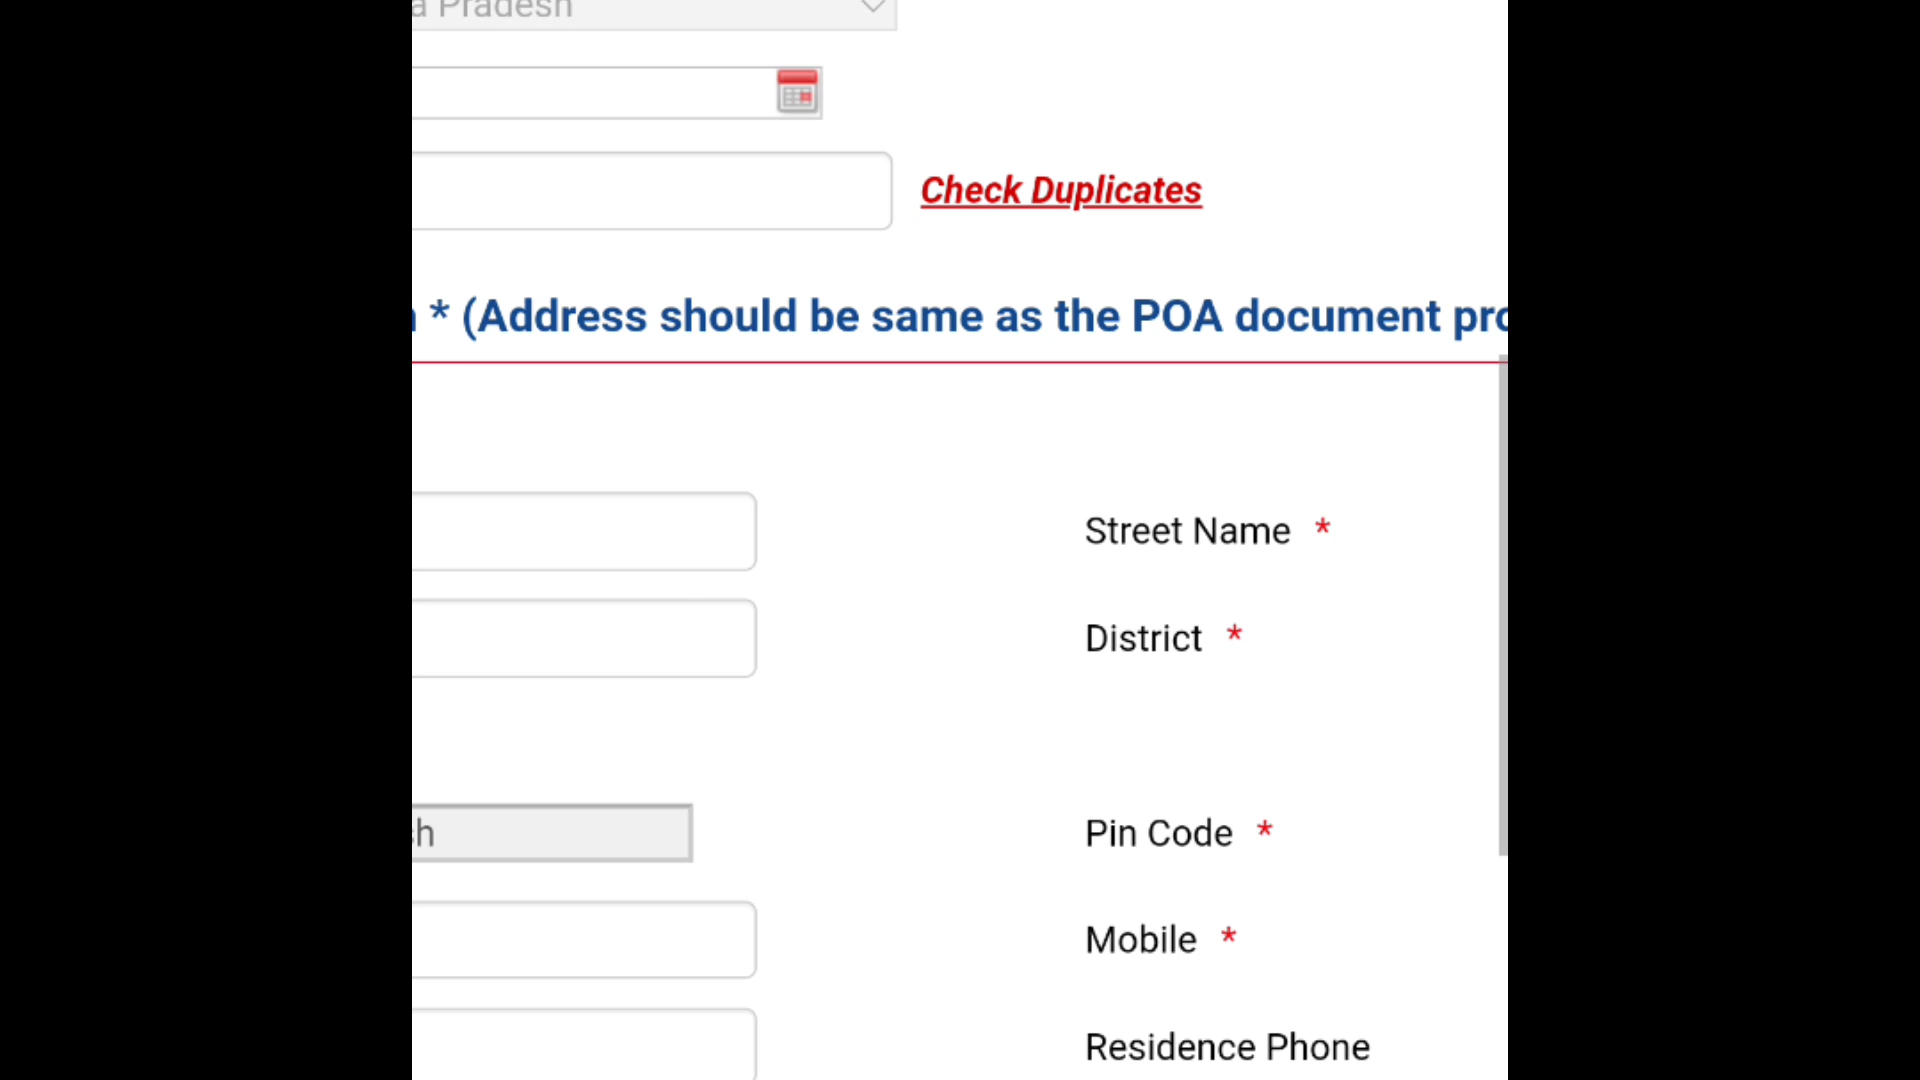 a Pradesh
Check Duplicates
* (Address should be same as the POA document pro
Street Name *
District *
h
Pin Code *
Mobile *
Residence Phone